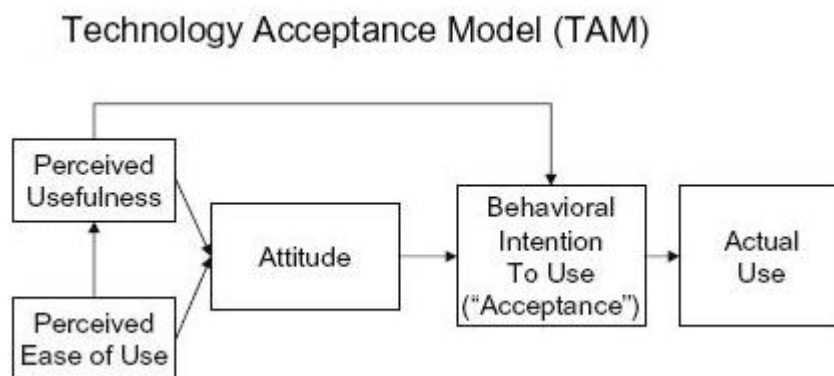 Technology Acceptance Model (TAM)
Perceived
Usefulness
Perceived
Ease of Use
Attitude
Behavioral
Intention
To Use
(“Acceptance”)
Actual
Use